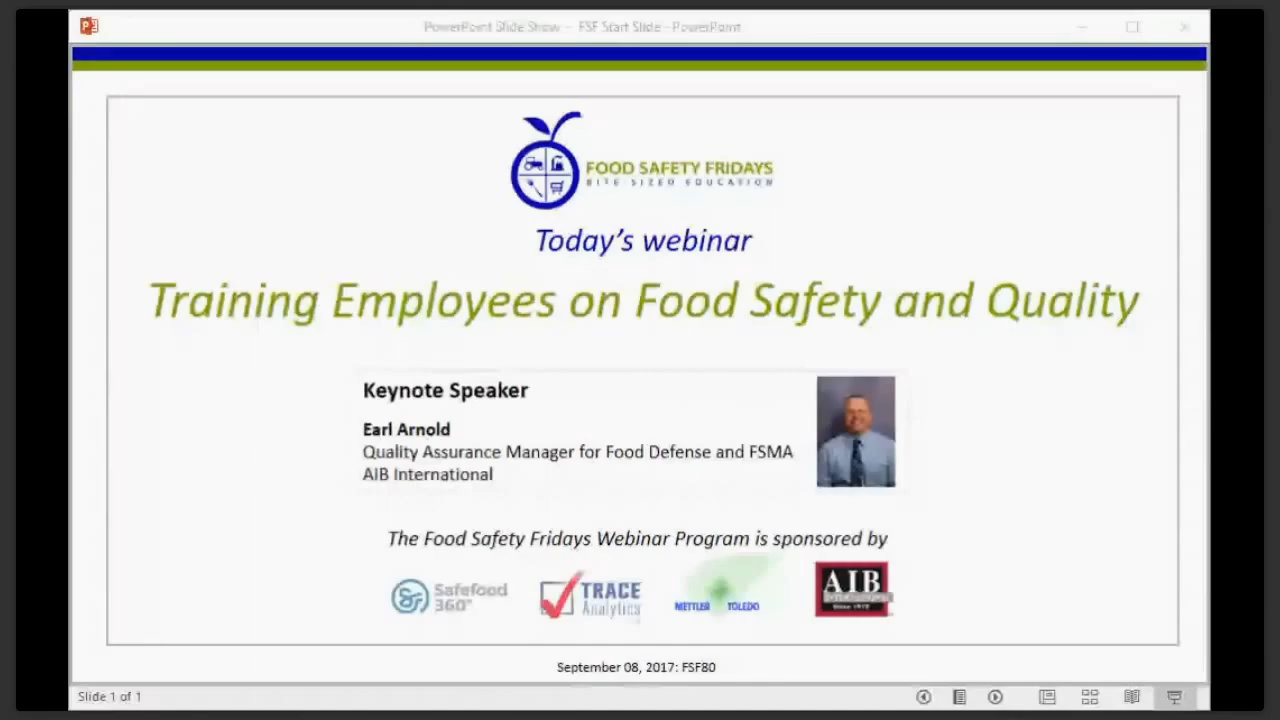 PowerPoint Slide Show - FSF Start Slide - PowerPoint
FOOD SAFETY FRIDAYS
BITE-SIZED EDUCATION
Today's webinar
Training Employees on Food Safety and Quality
Keynote Speaker
Earl Arnold
Quality Assurance Manager for Food Defense and FSMA
AIB International
The Food Safety Fridays Webinar Program is sponsored by
Safefood 360°
TRACE Analytics
METTLER TOLEDO
AIB
Since 1919
September 08, 2017: FSF80
Slide 1 of 1